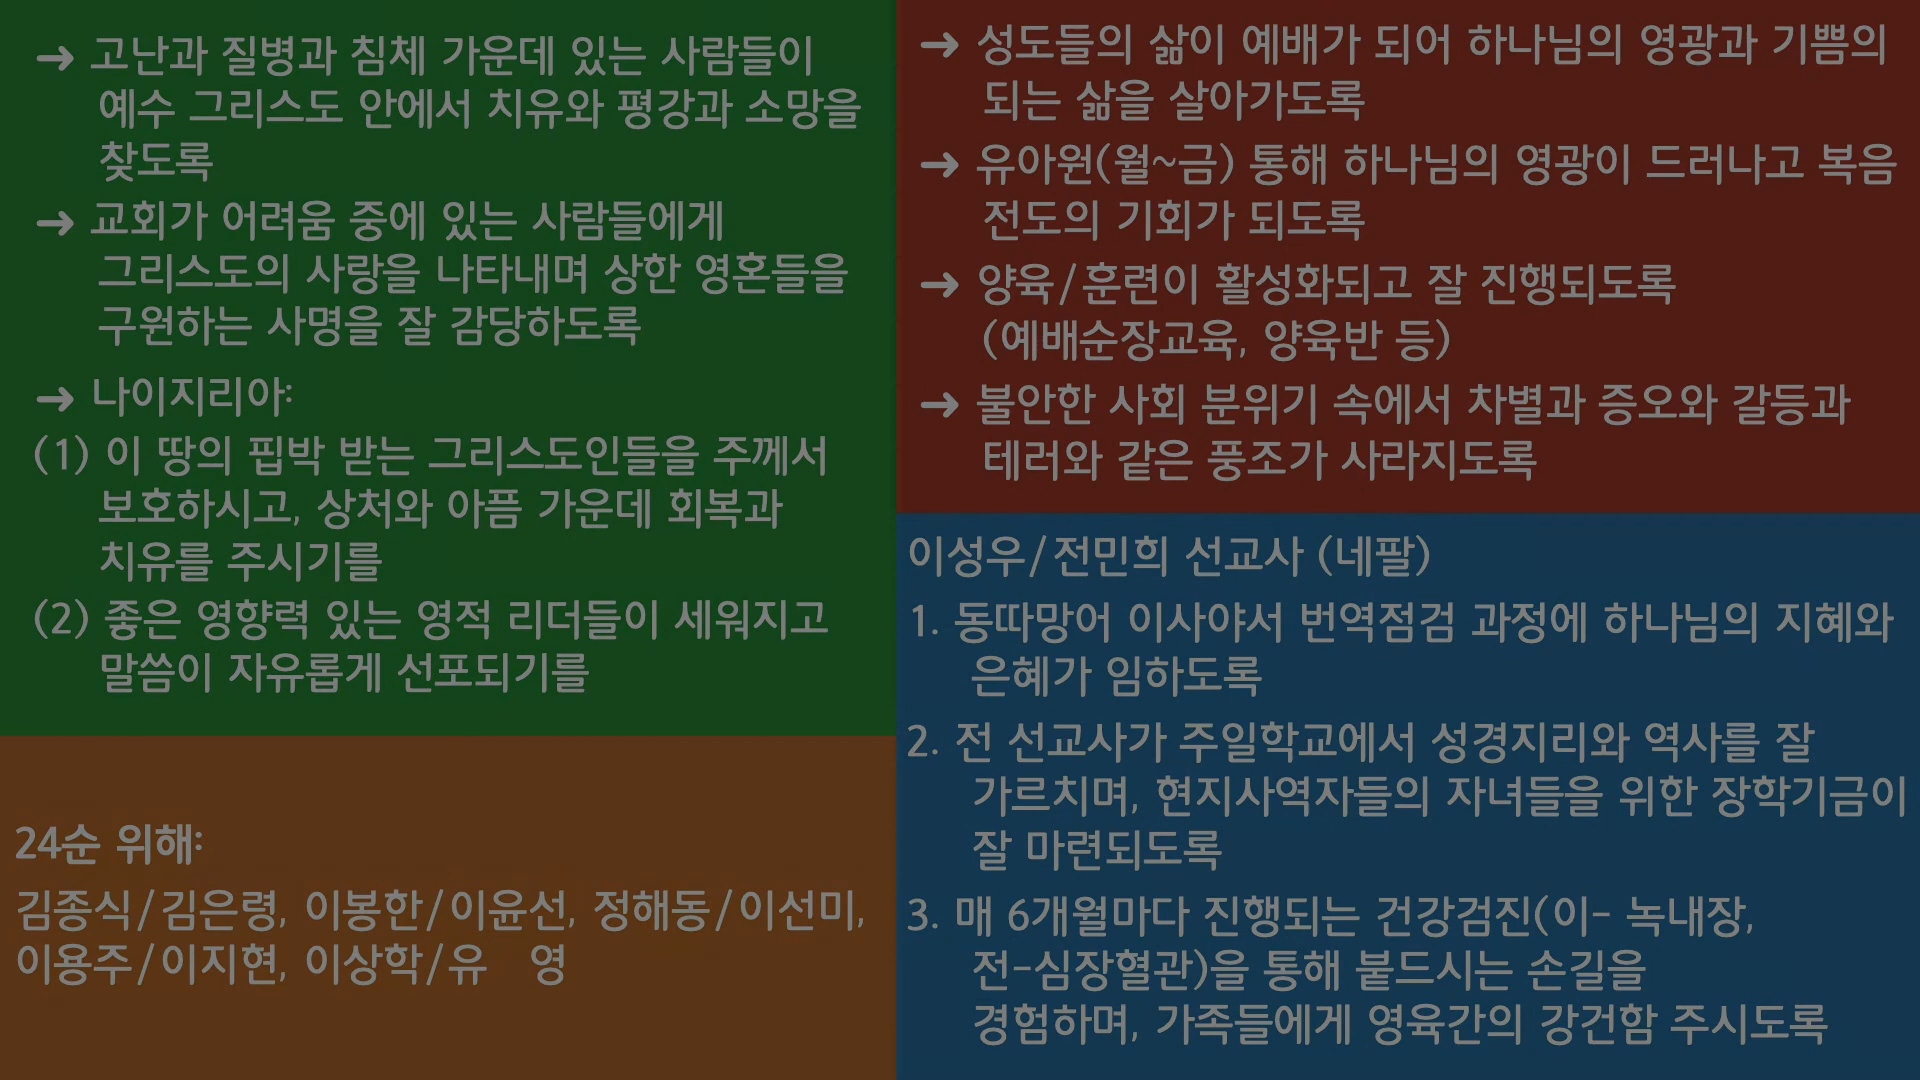 → 고난과 질병과 침체 가운데 있는 사람들이
예수 그리스도 안에서 치유와 평강과 소망을
찾도록
→ 교회가 어려움 중에 있는 사람들에게
그리스도의 사랑을 나타내며 상한 영혼들을
구원하는 사명을 잘 감당하도록
→ 나이지리아:
(1) 이 땅의 핍박 받는 그리스도인들을 주께서
보호하시고, 상처와 아픔 가운데 회복과
치유를 주시기를
(2) 좋은 영향력 있는 영적 리더들이 세워지고
말씀이 자유롭게 선포되기를
24순 위해:
김종식/김은령, 이봉한/이윤선, 정해동/이선미,
이용주/이지현, 이상학/유 영
→ 성도들의 삶이 예배가 되어 하나님의 영광과 기쁨의
되는 삶을 살아가도록
→ 유아원(월~금) 통해 하나님의 영광이 드러나고 복음
전도의 기회가 되도록
→ 양육/훈련이 활성화되고 잘 진행되도록
(예배순장교육, 양육반 등)
→ 불안한 사회 분위기 속에서 차별과 증오와 갈등과
테러와 같은 풍조가 사라지도록
이성우/전민희 선교사 (네팔)
1. 동따망어 이사야서 번역점검 과정에 하나님의 지혜와
은혜가 임하도록
2. 전 선교사가 주일학교에서 성경지리와 역사를 잘
가르치며, 현지사역자들의 자녀들을 위한 장학기금이
잘 마련되도록
3. 매 6개월마다 진행되는 건강검진(이- 녹내장,
전-심장혈관)을 통해 붙드시는 손길을
경험하며, 가족들에게 영육간의 강건함 주시도록